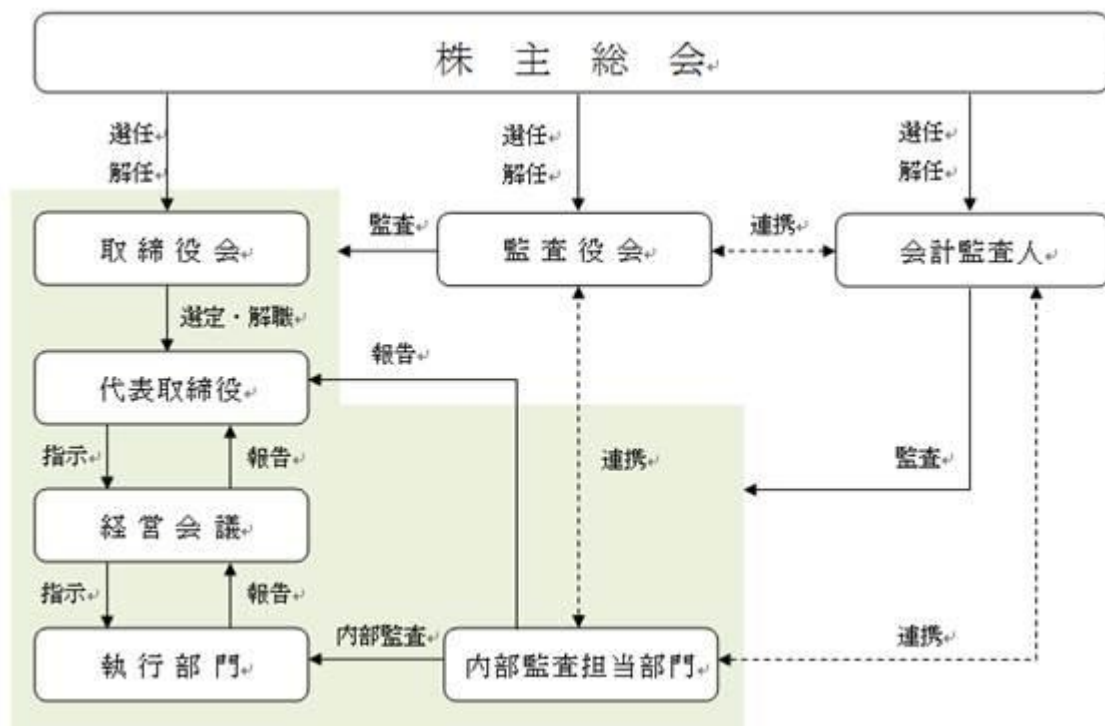 株主総会
選任
解任
選任
解任
選任
解任
取締役会
監査
監査役会
連携
会計監査人
選定・解職
報告
代表取締役
指示
報告
連携
監査
経営会議
指示
報告
内部監査
連携
執行部門
内部監査担当部門